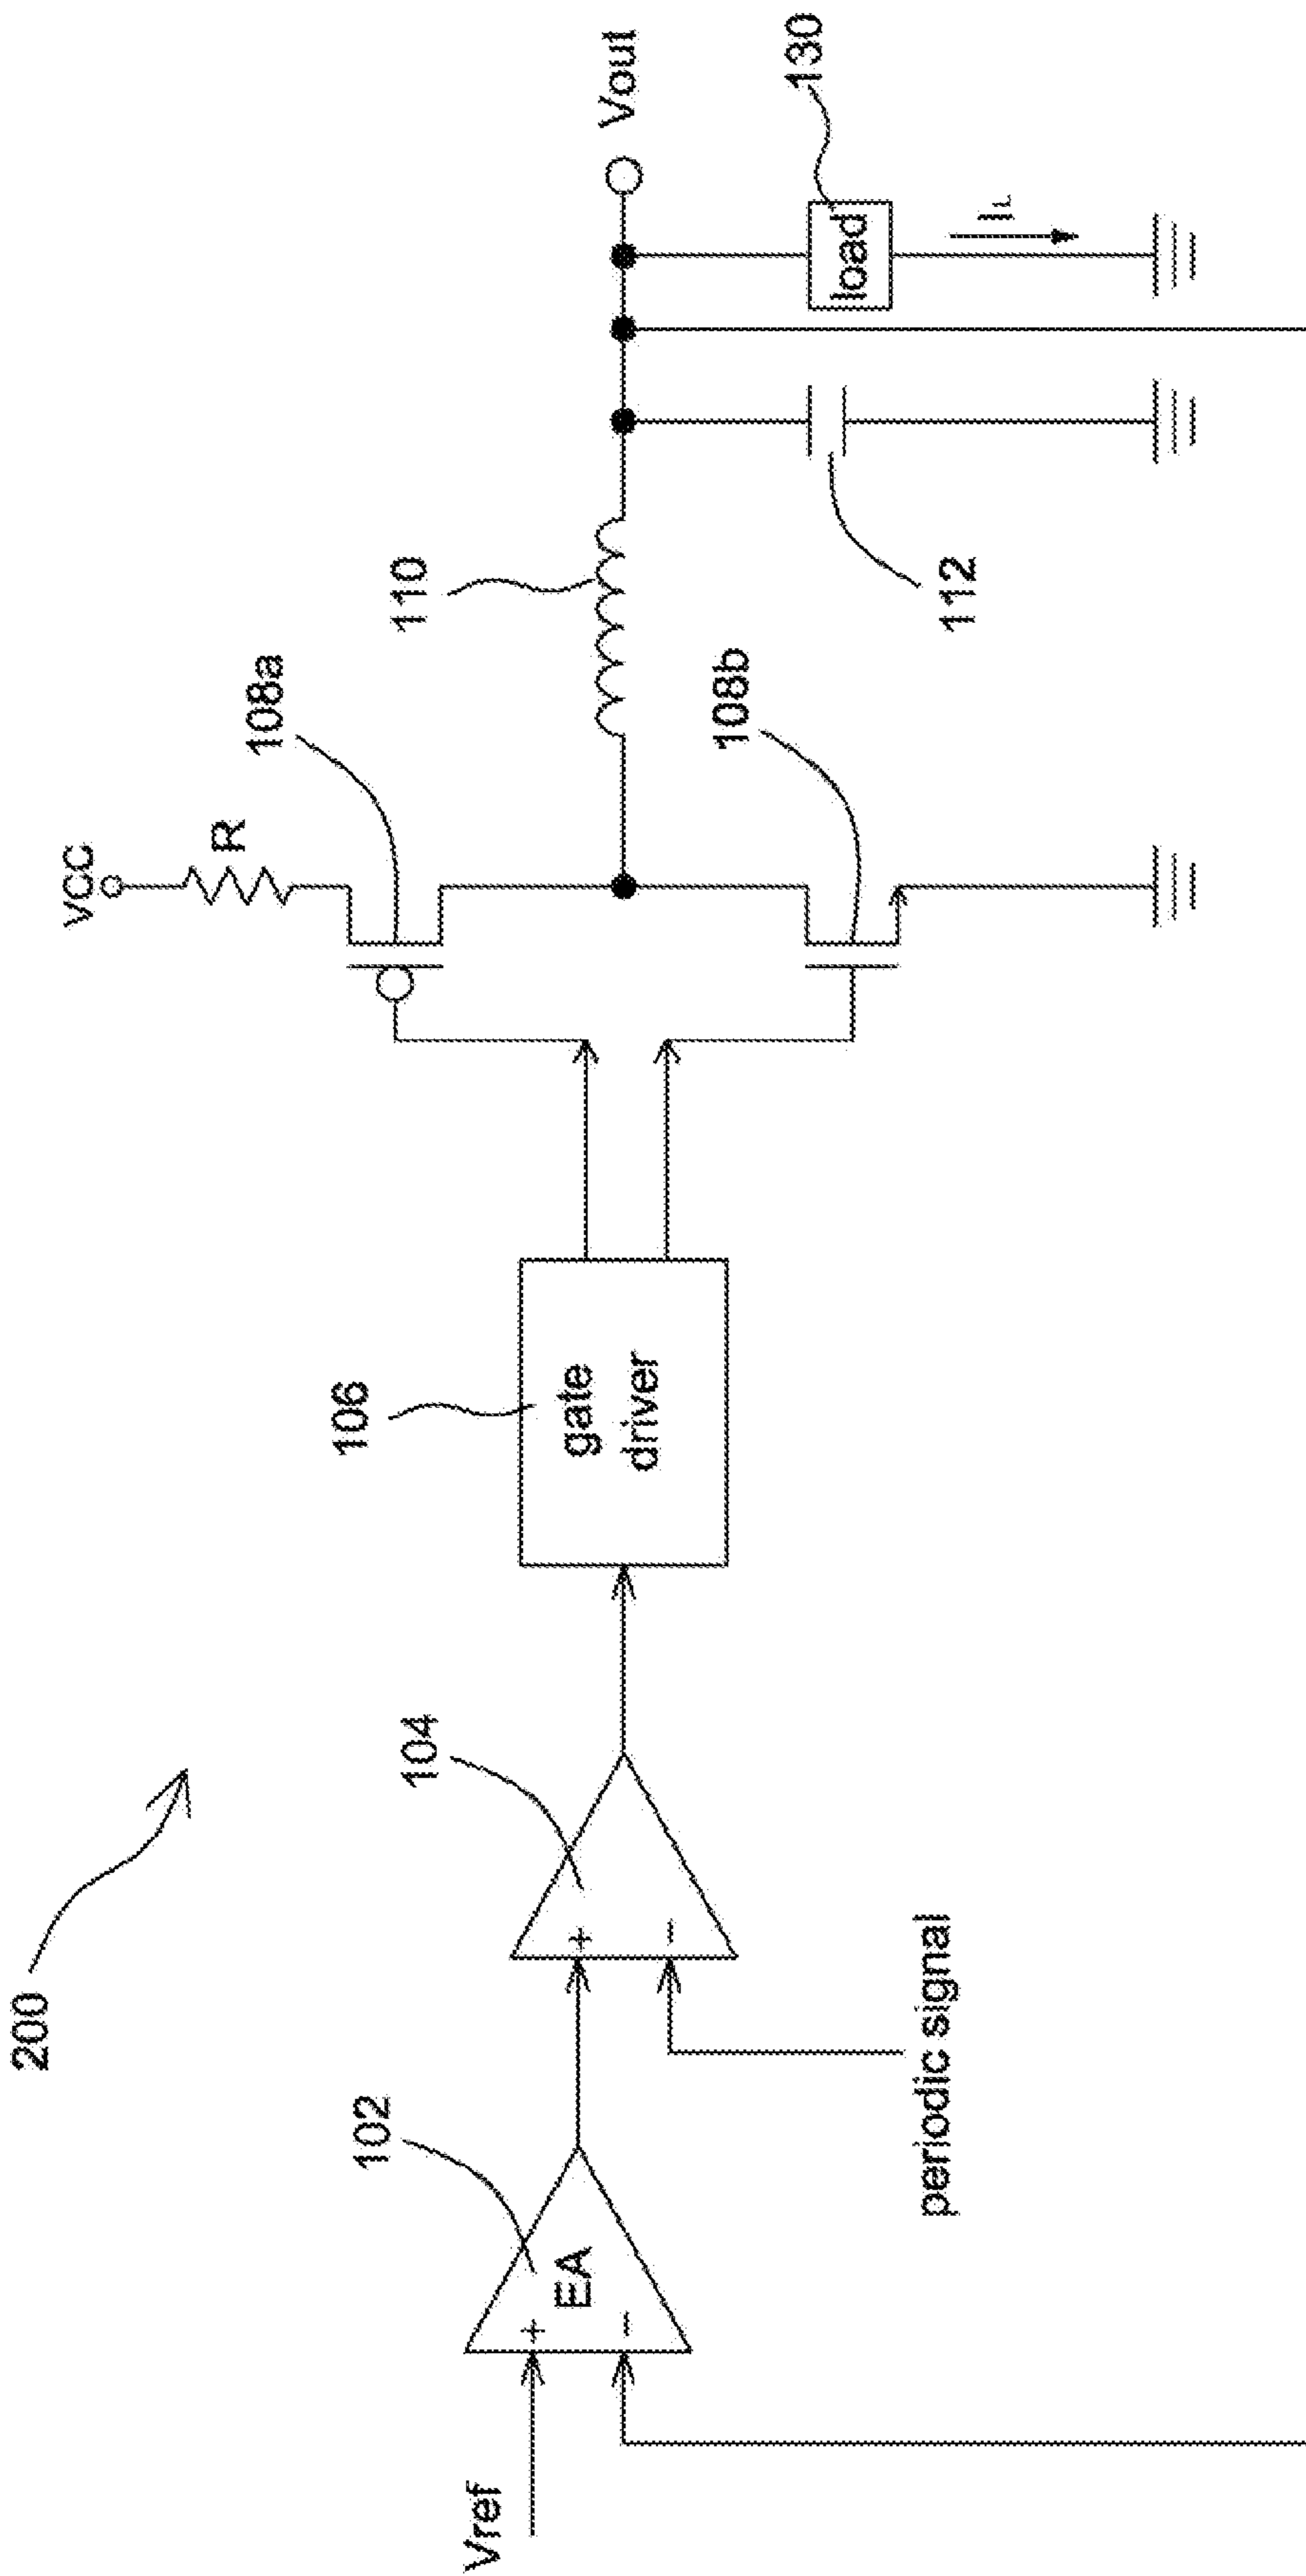 200
Vref
EA
+
−
102
+
−
104
periodic signal
gate
driver
106
VCC
R
108a
108b
110
112
Vout
load
130
IL